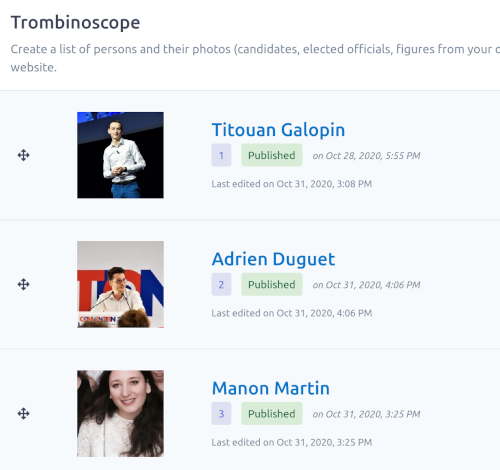 Trombinoscope
Create a list of persons and their photos (candidates, elected officials, figures from your
website.
Titouan Galopin
1 Published on Oct 28, 2020, 5:55 PM
Last edited on Oct 31, 2020, 3:08 PM
Adrien Duguet
2 Published on Oct 31, 2020, 4:06 PM
Last edited on Oct 31, 2020, 4:06 PM
Manon Martin
3 Published on Oct 31, 2020, 3:25 PM
Last edited on Oct 31, 2020, 3:25 PM